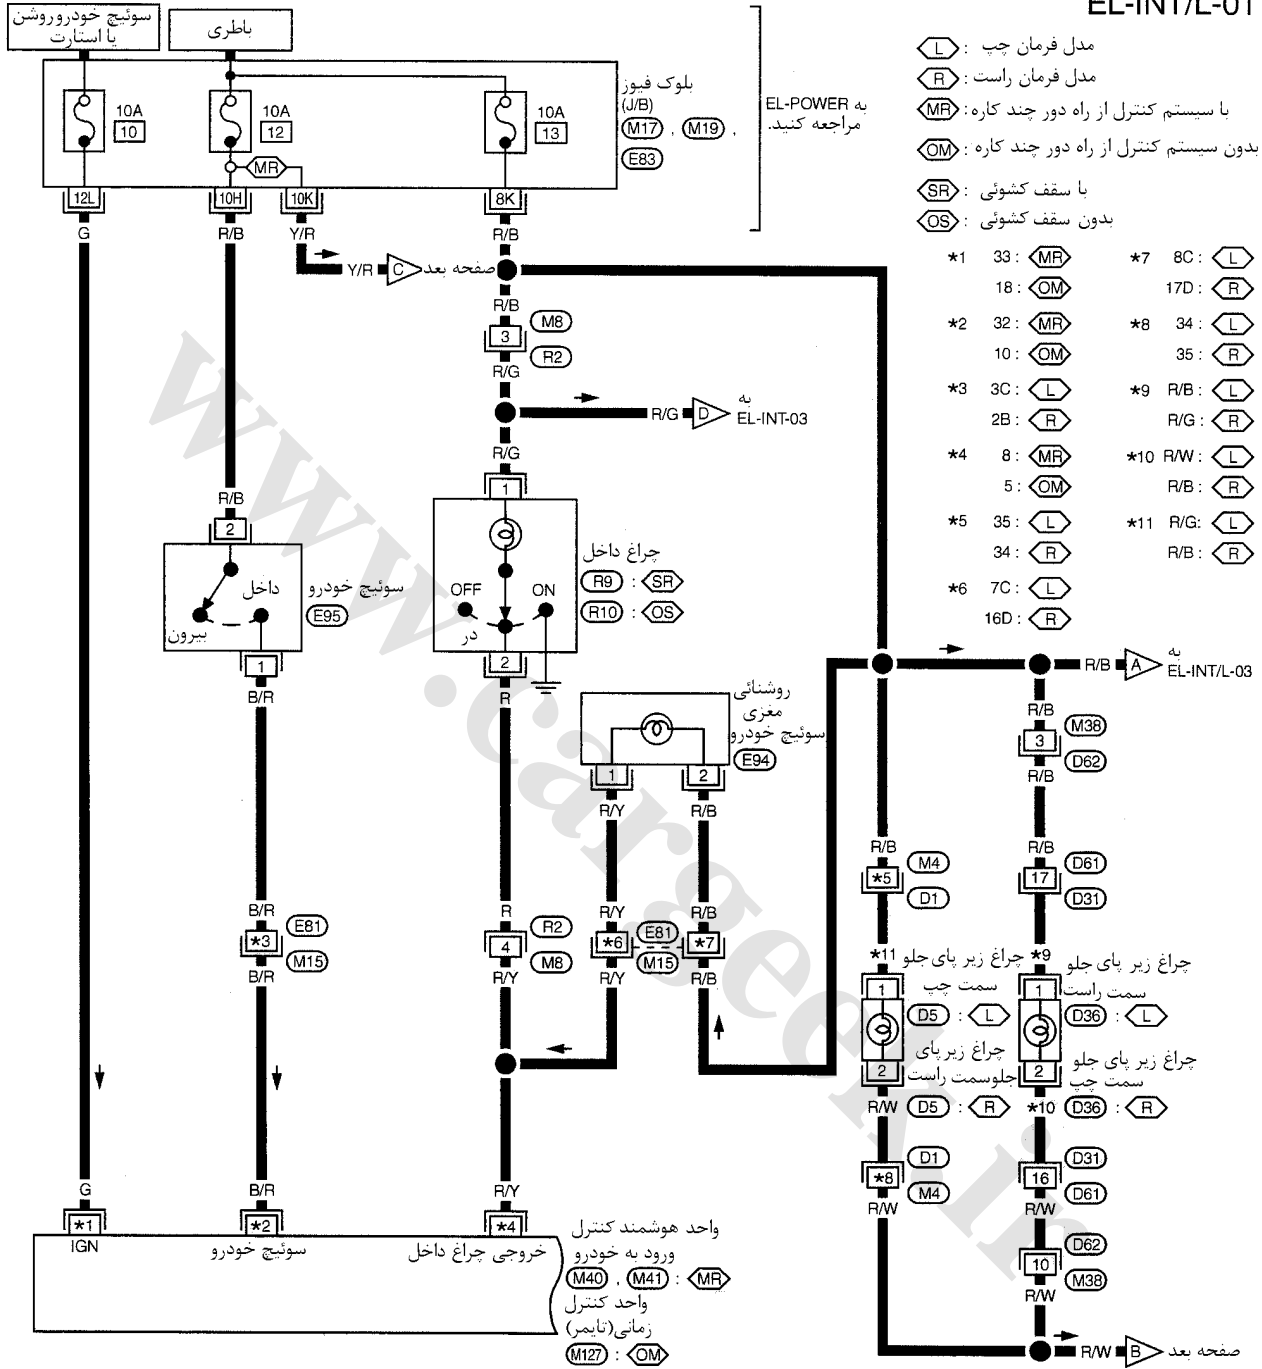 EL-INT/L-01
سوئیچ خودرو روشن
یا استارت
باطری
10A
10
10A
12
MR
10A
13
بلوک فیوز
(J/B)
M17 , M19 ,
E83
به EL-POWER
مراجعه کنید.
L : مدل فرمان چپ
R : مدل فرمان راست
MR : با سیستم کنترل از راه دور چند کاره
OM : بدون سیستم کنترل از راه دور چند کاره
SR : با سقف کشوئی
OS : بدون سقف کشوئی
*1 33 : MR
18 : OM
*2 32 : MR
10 : OM
*3 3C : L
2B : R
*4 8 : MR
5 : OM
*5 35 : L
34 : R
*6 7C : L
16D : R
*7 8C : L
17D : R
*8 34 : L
35 : R
*9 R/B : L
R/G : R
*10 R/W : L
R/B : R
*11 R/G: L
R/B : R
12L
10H
10K
8K
G
R/B
Y/R
R/B
Y/R C صفحه بعد
R/B
3
M8
R2
R/G
R/G D
به
EL-INT-03
R/G
1
R/B
2
داخل
بیرون
سوئیچ خودرو
E95
1
B/R
OFF
ON
در
چراغ داخل
R9 : SR
R10 : OS
2
R
روشنائی
مغزی
سوئیچ خودرو
E94
1
2
R/Y
R/B
R/B A
به
EL-INT/L-03
R/B
3
M38
D62
R/B
R/B
*5
M4
D1
R/B
17
D61
D31
B/R
*3
E81
M15
B/R
R
4
R2
M8
R/Y
R/Y
*6
E81
M15
R/Y
R/B
*7
R/B
*11
چراغ زیر پای جلو
سمت چپ
1
D5 : L
چراغ زیر پای
جلو سمت راست
2
R/W
D5 : R
*9
چراغ زیر پای جلو
سمت راست
1
D36 : L
چراغ زیر پای جلو
سمت چپ
2
*10
D36 : R
D1
*8
M4
R/W
D31
16
D61
R/W
D62
10
M38
R/W
R/W B صفحه بعد
G
B/R
R/Y
*1
*2
*4
IGN
سوئیچ خودرو
خروجی چراغ داخل
واحد هوشمند کنترل
ورود به خودرو
M40 , M41 : MR
واحد کنترل
زمانی(تایمر)
M127 : OM
www.cargeek.ir